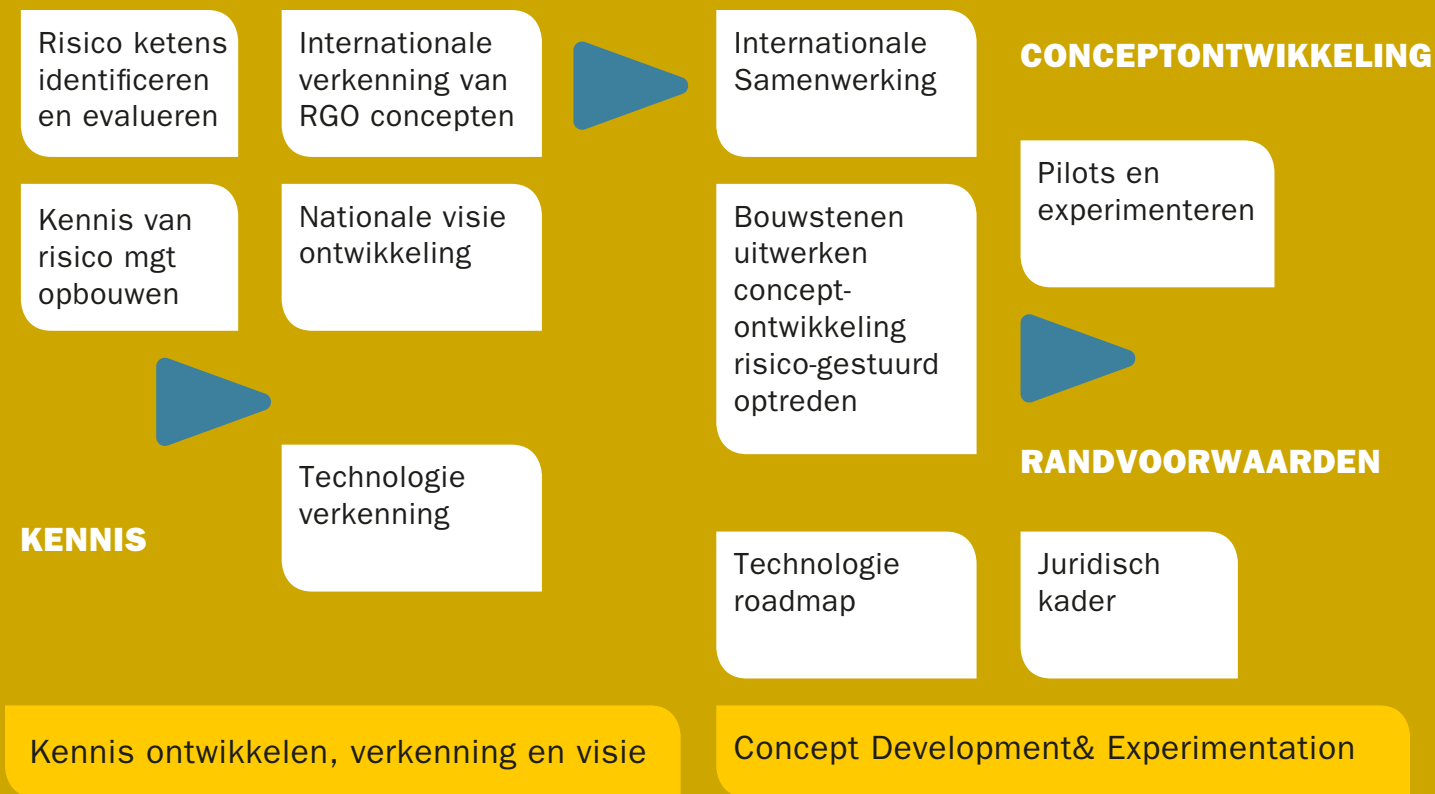 Risico ketens
identificeren
en evalueren
Internationale
verkenning van
RGO concepten
Internationale
Samenwerking
CONCEPTONTWIKKELING
Kennis van
risico mgt
opbouwen
Nationale visie
ontwikkeling
Bouwstenen
uitwerken
concept-
ontwikkeling
risico-gestuurd
optreden
Pilots en
experimenteren
KENNIS
Technologie
verkenning
RANDVOORWAARDEN
Technologie
roadmap
Juridisch
kader
Kennis ontwikkelen, verkenning en visie
Concept Development& Experimentation